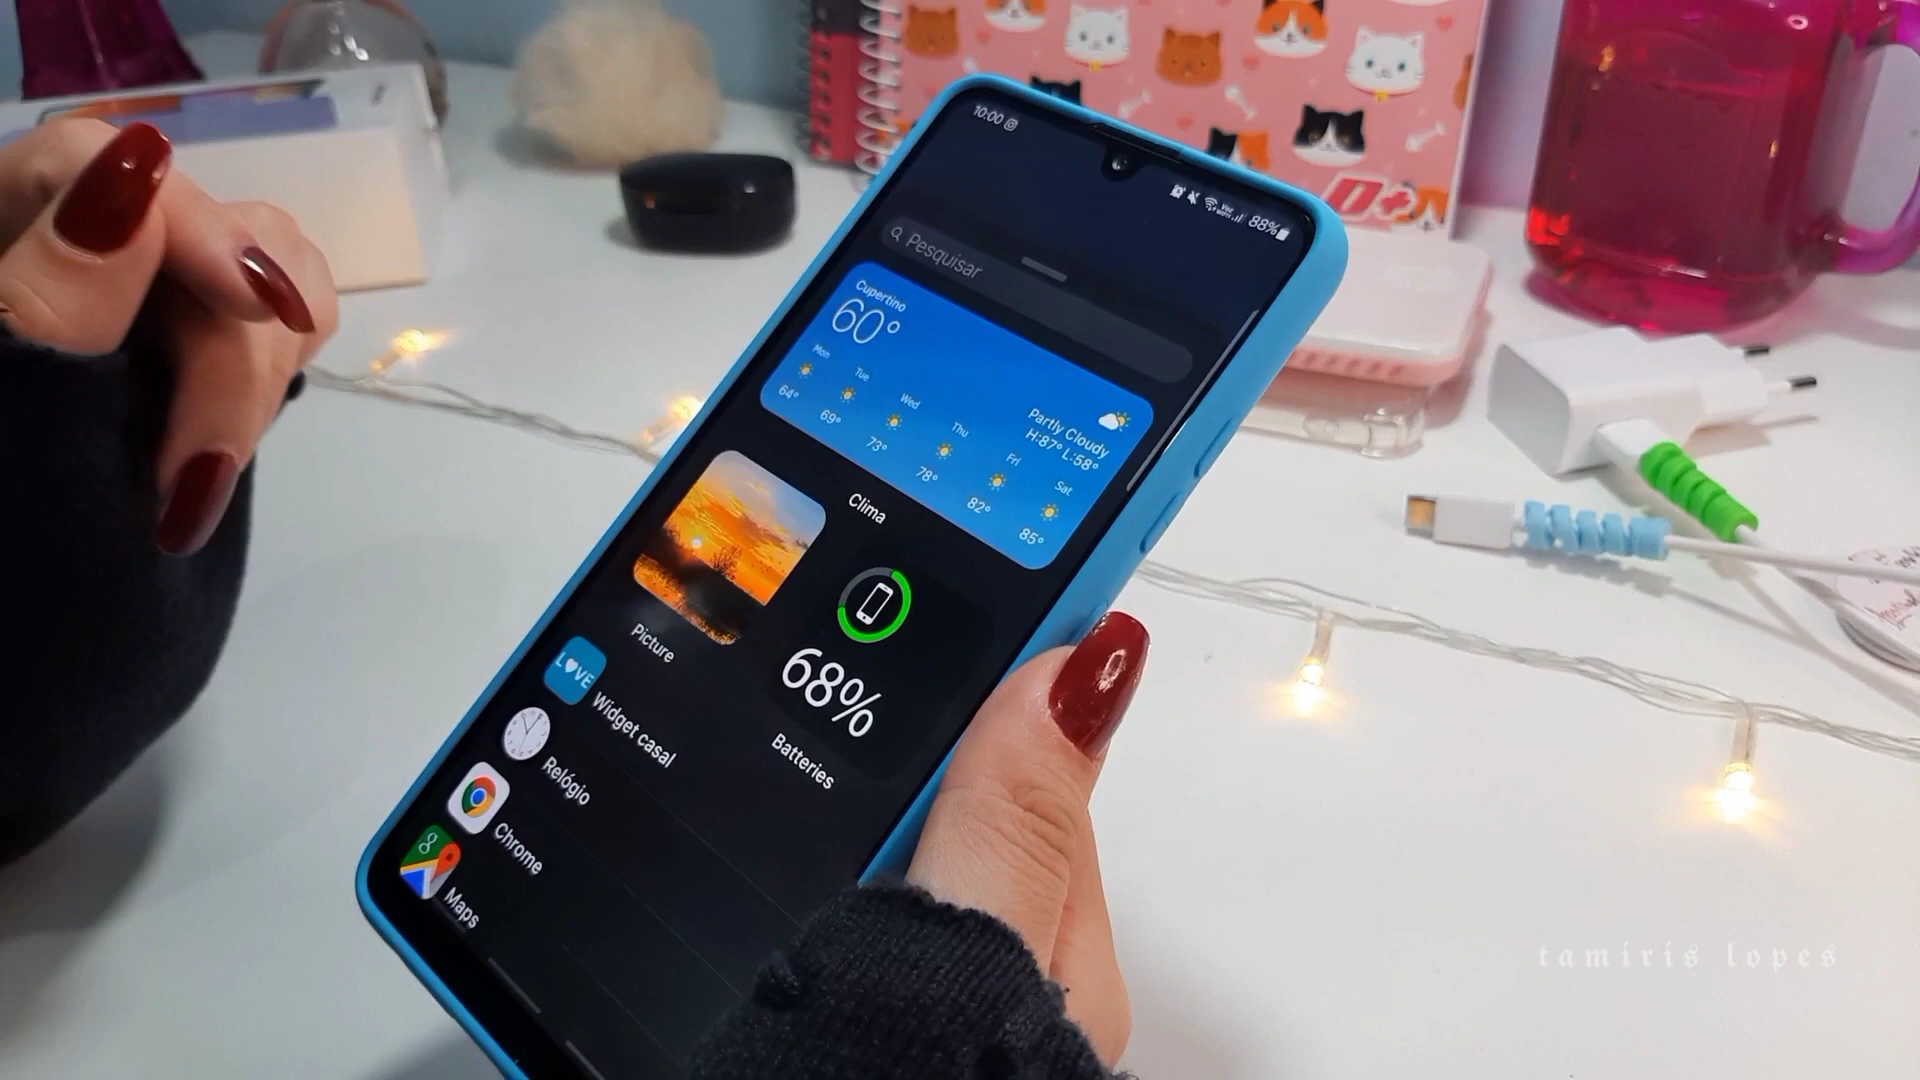 10:00
88%
Pesquisar
Cupertino
60°
Mon
Tue
Wed
Thu
Fri
Sat
64°
69°
73°
78°
82°
85°
Partly Cloudy
H:87° L:58°
Clima
Picture
68%
Batteries
LOVE
Widget casal
Relógio
Chrome
Maps
D+
tamiris lopes